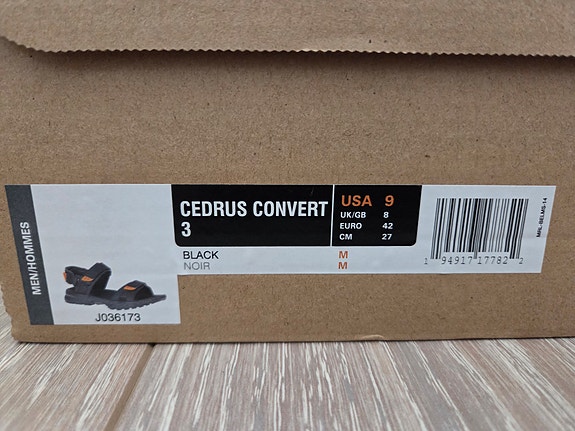 MEN/HOMMES
J036173
CEDRUS CONVERT
3
BLACK
NOIR
USA 9
UK/GB 8
EURO 42
CM 27
M
M
1 94917 17782 2
MRL-BELMS-14